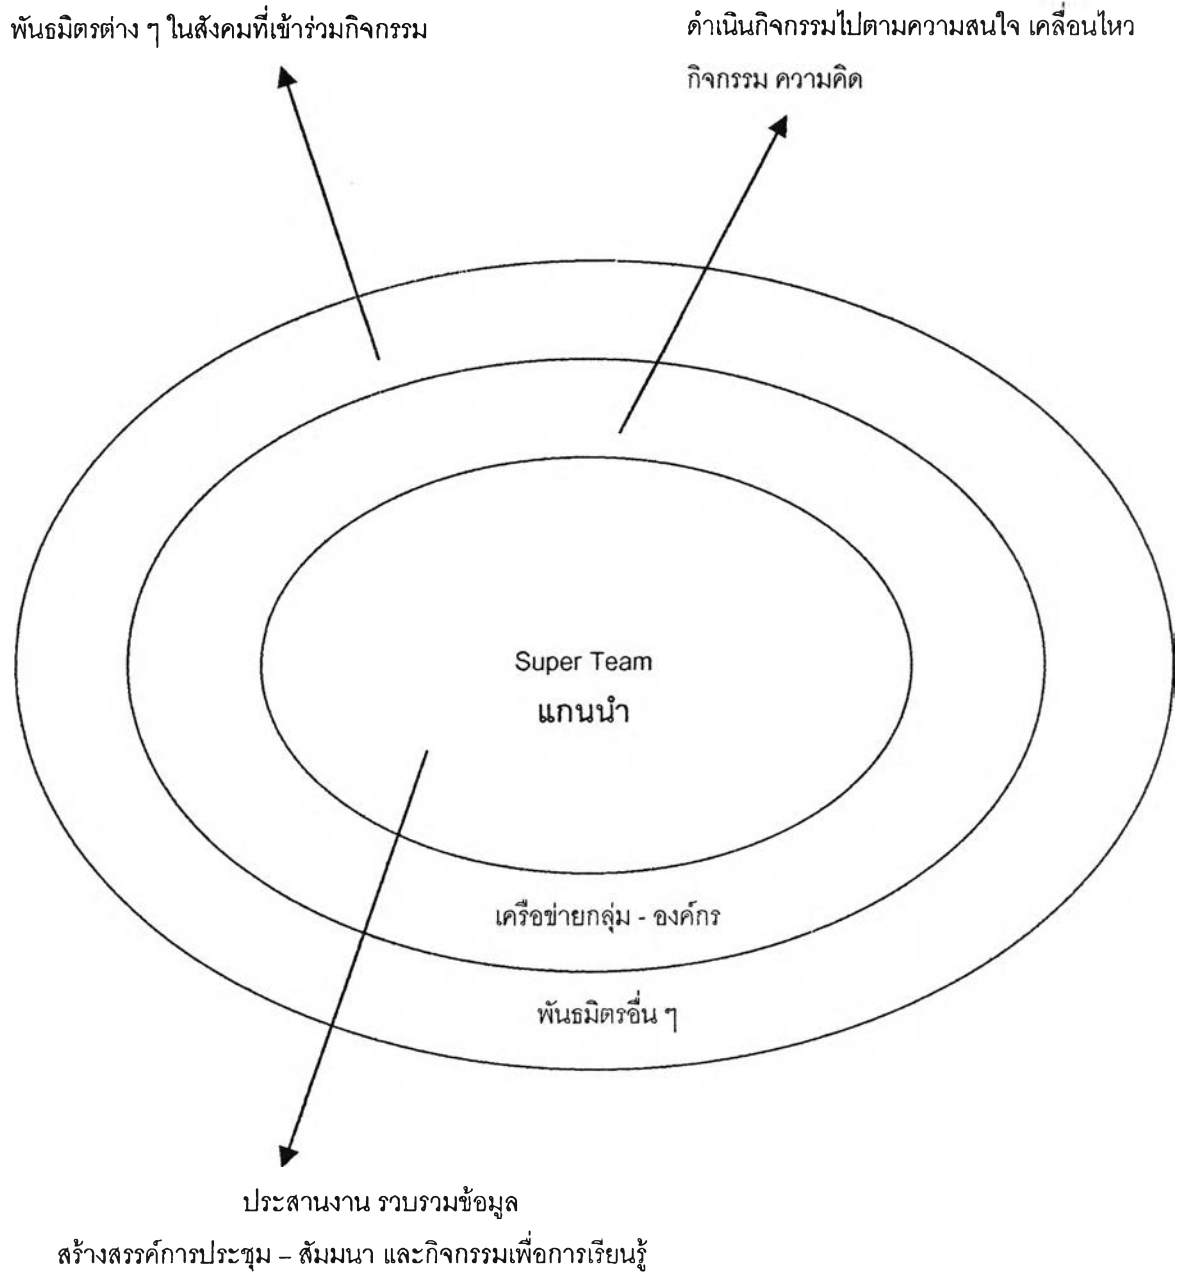 พันธมิตรต่าง ๆ ในสังคมที่เข้าร่วมกิจกรรม
ดำเนินกิจกรรมไปตามความสนใจ เคลื่อนไหว
กิจกรรม ความคิด
Super Team
แกนนำ
เครือข่ายกลุ่ม - องค์กร
พันธมิตรอื่น ๆ
ประสานงาน รวบรวมข้อมูล
สร้างสรรค์การประชุม – สัมมนา และกิจกรรมเพื่อการเรียนรู้